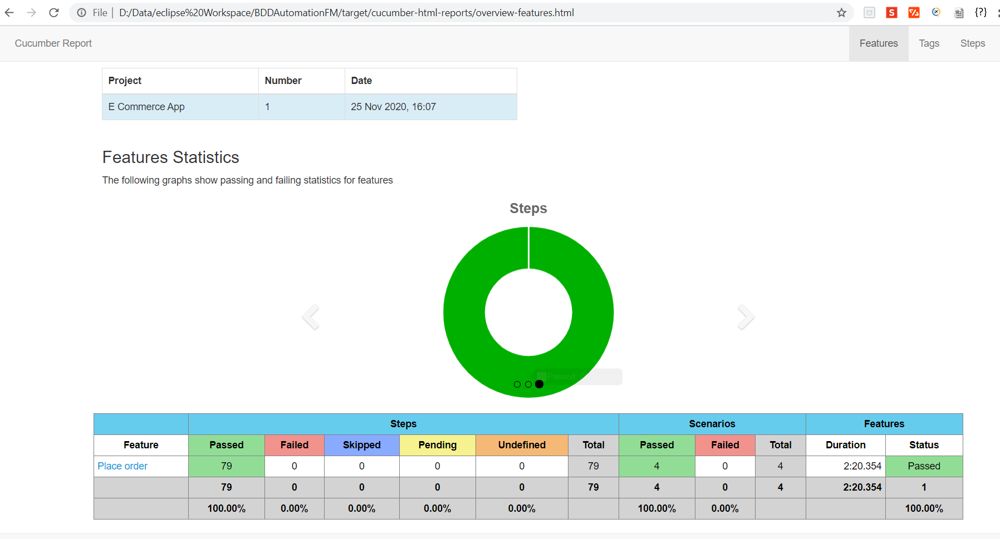 File D:/Data/eclipse%20Workspace/BDDAutomationFM/target/cucumber-html-reports/overview-features.html
S
{?}
Cucumber Report Features Tags Steps
Project Number Date
E Commerce App 1 25 Nov 2020, 16:07
Features Statistics
The following graphs show passing and failing statistics for features
Steps
Passed
Steps Scenarios Features
Feature Passed Failed Skipped Pending Undefined Total Passed Failed Total Duration Status
Place order 79 0 0 0 0 79 4 0 4 2:20.354 Passed
79 0 0 0 0 79 4 0 4 2:20.354 1
100.00% 0.00% 0.00% 0.00% 0.00% 100.00% 0.00% 100.00%